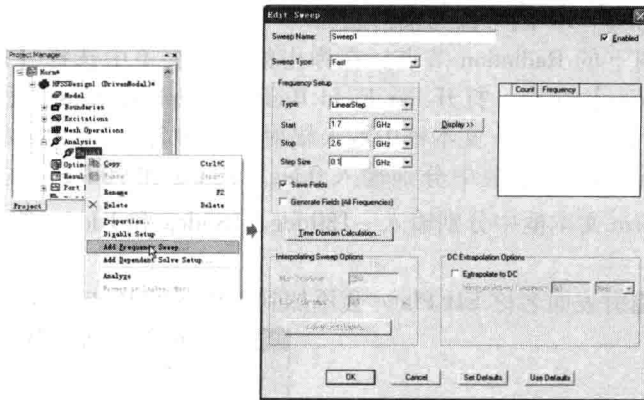 Project Manager
Horn*
HFSSDesign1 (DrivenModal)*
Model
Boundaries
Excitations
Mesh Operations
Analysis
Optim
Result
Port
Project
Copy Ctrl+C
Rename F2
Delete Delete
Properties...
Disable Setup
Add Frequency Sweep...
Add Dependent Solve Setup...
Analyze
Edit Sweep
Sweep Name: Sweep1
Enabled
Sweep Type: Fast
Frequency Setup
Type: LinearStep
Start 1.7 GHz
Stop 2.6 GHz
Step Size 0.1 GHz
Save Fields
Generate Fields (All Frequencies)
Time Domain Calculation...
Display >>
Count Frequency
Interpolating Sweep Options
DC Extrapolation Options
Extrapolate to DC
OK Cancel Set Defaults Use Defaults